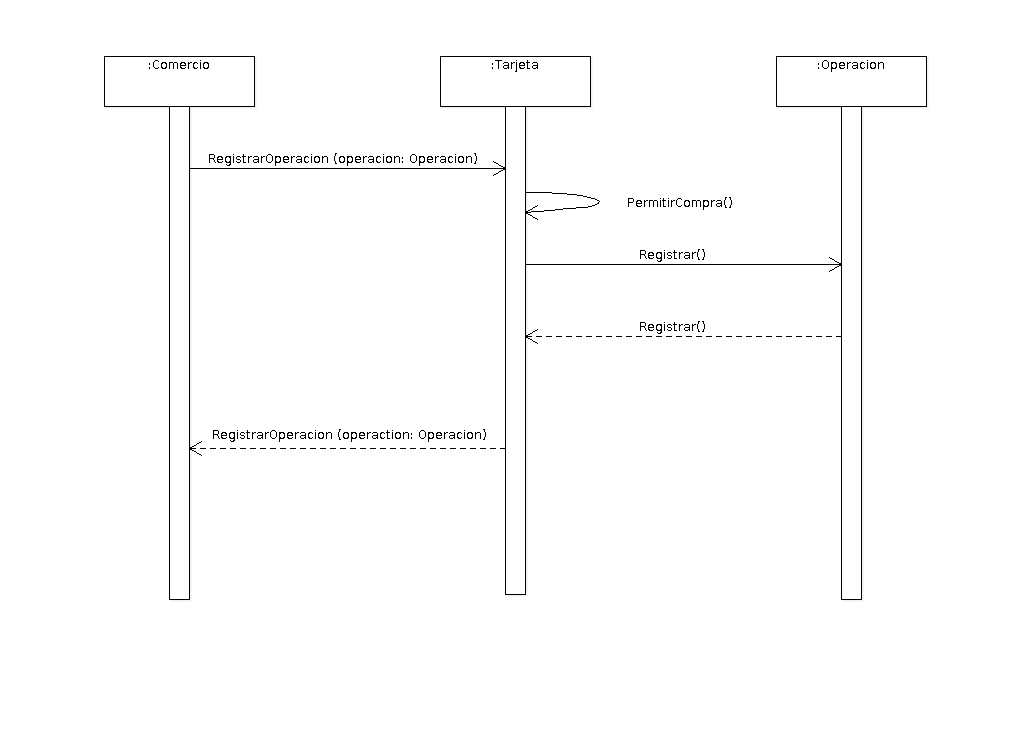 :Comercio
:Tarjeta
:Operacion
RegistrarOperacion (operacion: Operacion)
PermitirCompra()
Registrar()
Registrar()
RegistrarOperacion (operaction: Operacion)